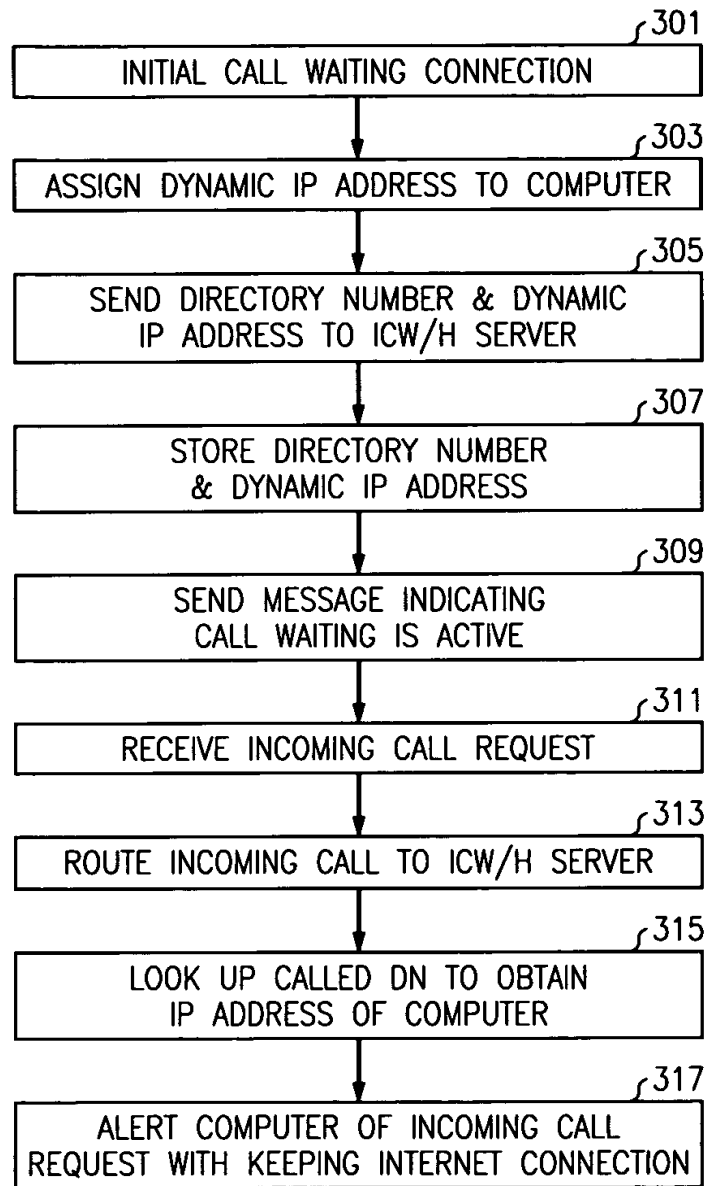 301
INITIAL CALL WAITING CONNECTION
303
ASSIGN DYNAMIC IP ADDRESS TO COMPUTER
305
SEND DIRECTORY NUMBER & DYNAMIC
IP ADDRESS TO ICW/H SERVER
307
STORE DIRECTORY NUMBER
& DYNAMIC IP ADDRESS
309
SEND MESSAGE INDICATING
CALL WAITING IS ACTIVE
311
RECEIVE INCOMING CALL REQUEST
313
ROUTE INCOMING CALL TO ICW/H SERVER
315
LOOK UP CALLED DN TO OBTAIN
IP ADDRESS OF COMPUTER
317
ALERT COMPUTER OF INCOMING CALL
REQUEST WITH KEEPING INTERNET CONNECTION